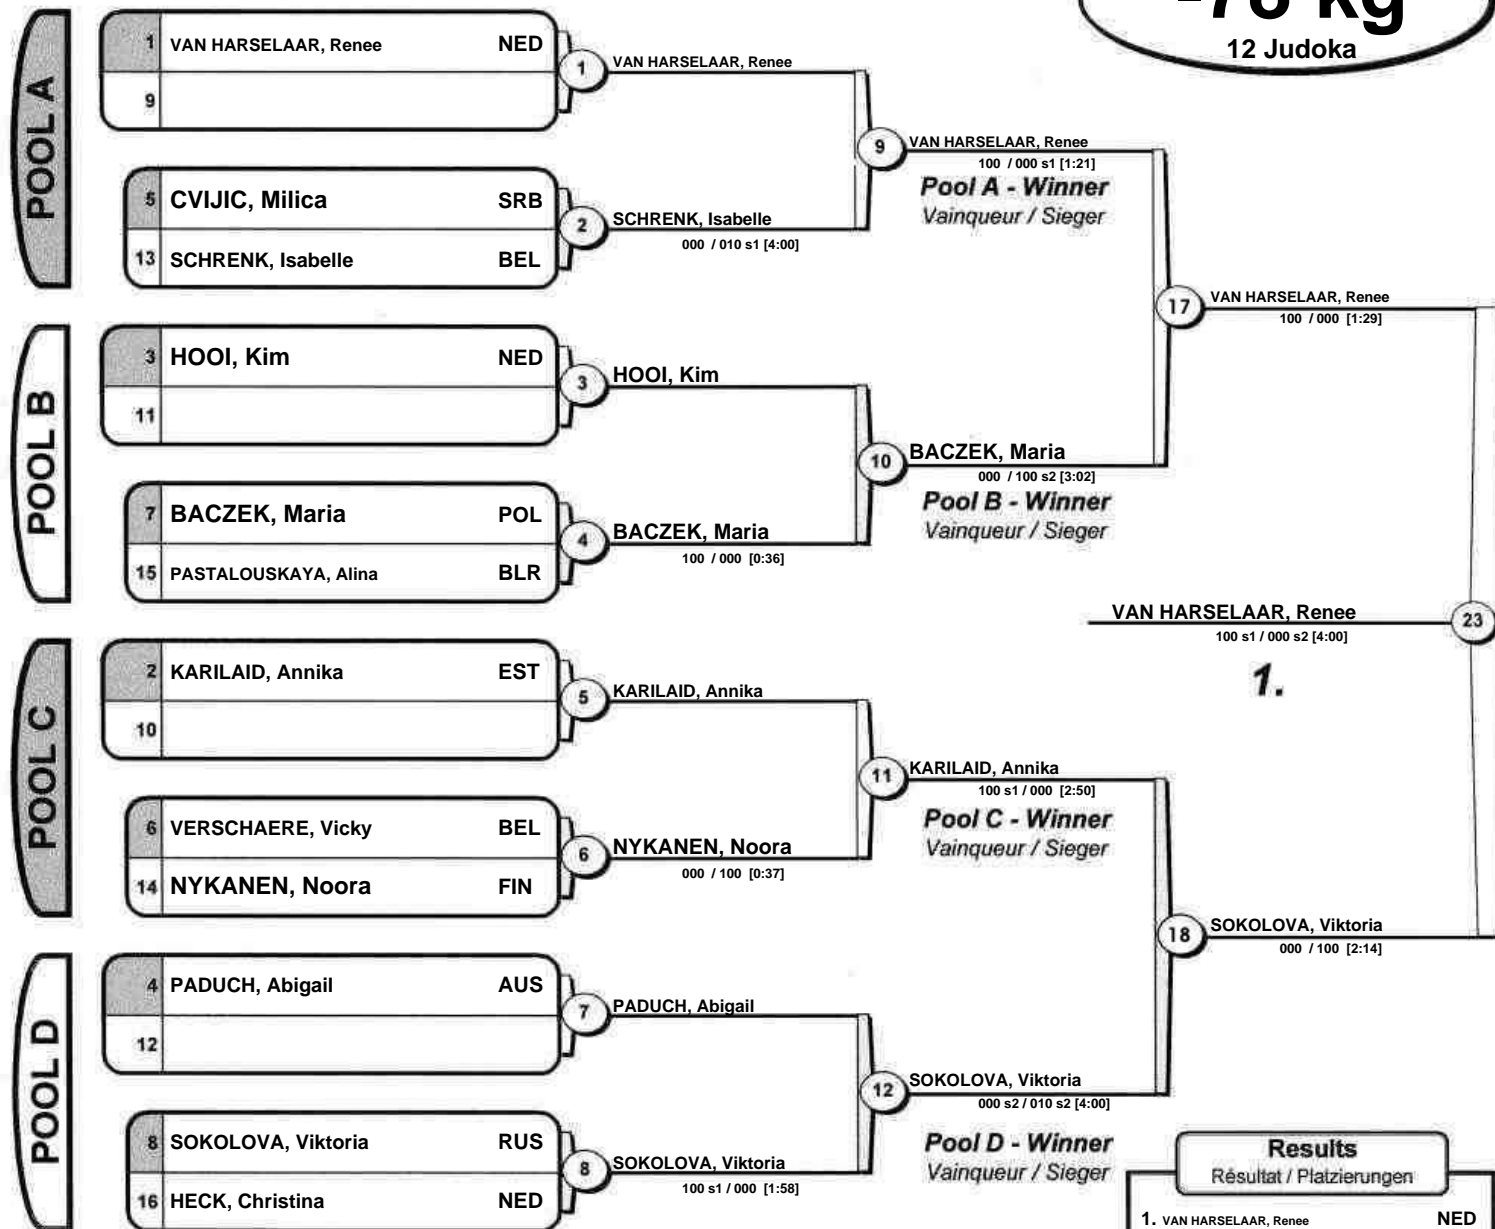 -78 kg
12 Judoka
POOL A
1 VAN HARSELAAR, Renee NED
9
5 CVIJIC, Milica SRB
13 SCHRENK, Isabelle BEL
1 VAN HARSELAAR, Renee
2 SCHRENK, Isabelle
000 / 010 s1 [4:00]
9 VAN HARSELAAR, Renee
100 / 000 s1 [1:21]
Pool A - Winner
Vainqueur / Sieger
POOL B
3 HOOI, Kim NED
11
7 BACZEK, Maria POL
15 PASTALOUSKAYA, Alina BLR
3 HOOI, Kim
4 BACZEK, Maria
100 / 000 [0:36]
10 BACZEK, Maria
000 / 100 s2 [3:02]
Pool B - Winner
Vainqueur / Sieger
17 VAN HARSELAAR, Renee
100 / 000 [1:29]
VAN HARSELAAR, Renee 23
100 s1 / 000 s2 [4:00]
1.
POOL C
2 KARILAID, Annika EST
10
6 VERSCHAERE, Vicky BEL
14 NYKANEN, Noora FIN
5 KARILAID, Annika
6 NYKANEN, Noora
000 / 100 [0:37]
11 KARILAID, Annika
100 s1 / 000 [2:50]
Pool C - Winner
Vainqueur / Sieger
POOL D
4 PADUCH, Abigail AUS
12
8 SOKOLOVA, Viktoria RUS
16 HECK, Christina NED
7 PADUCH, Abigail
8 SOKOLOVA, Viktoria
100 s1 / 000 [1:58]
12 SOKOLOVA, Viktoria
000 s2 / 010 s2 [4:00]
Pool D - Winner
Vainqueur / Sieger
18 SOKOLOVA, Viktoria
000 / 100 [2:14]
Results
Résultat / Platzierungen
1. VAN HARSELAAR, Renee NED